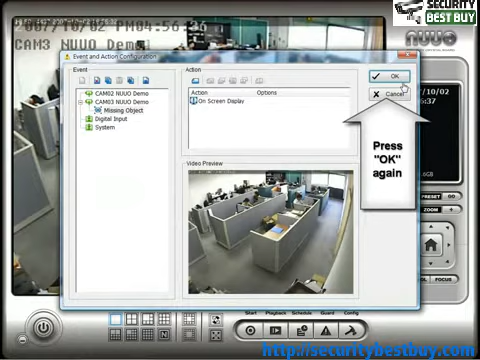 2007/10/02 PM04:56:36
CAM3 NUUO Demo
SECURITY
BEST BUY
NUUO
Event and Action Configuration
Event
CAM02 NUUO Demo
CAM03 NUUO Demo
Missing Object
Digital Input
System
Action
Action Options
On Screen Display
OK
Cancel
Press
"OK"
again
Video Preview
PRESET GO
ZOOM
FOCUS
Start Playback Schedule Guard Config
http://securitybestbuy.com